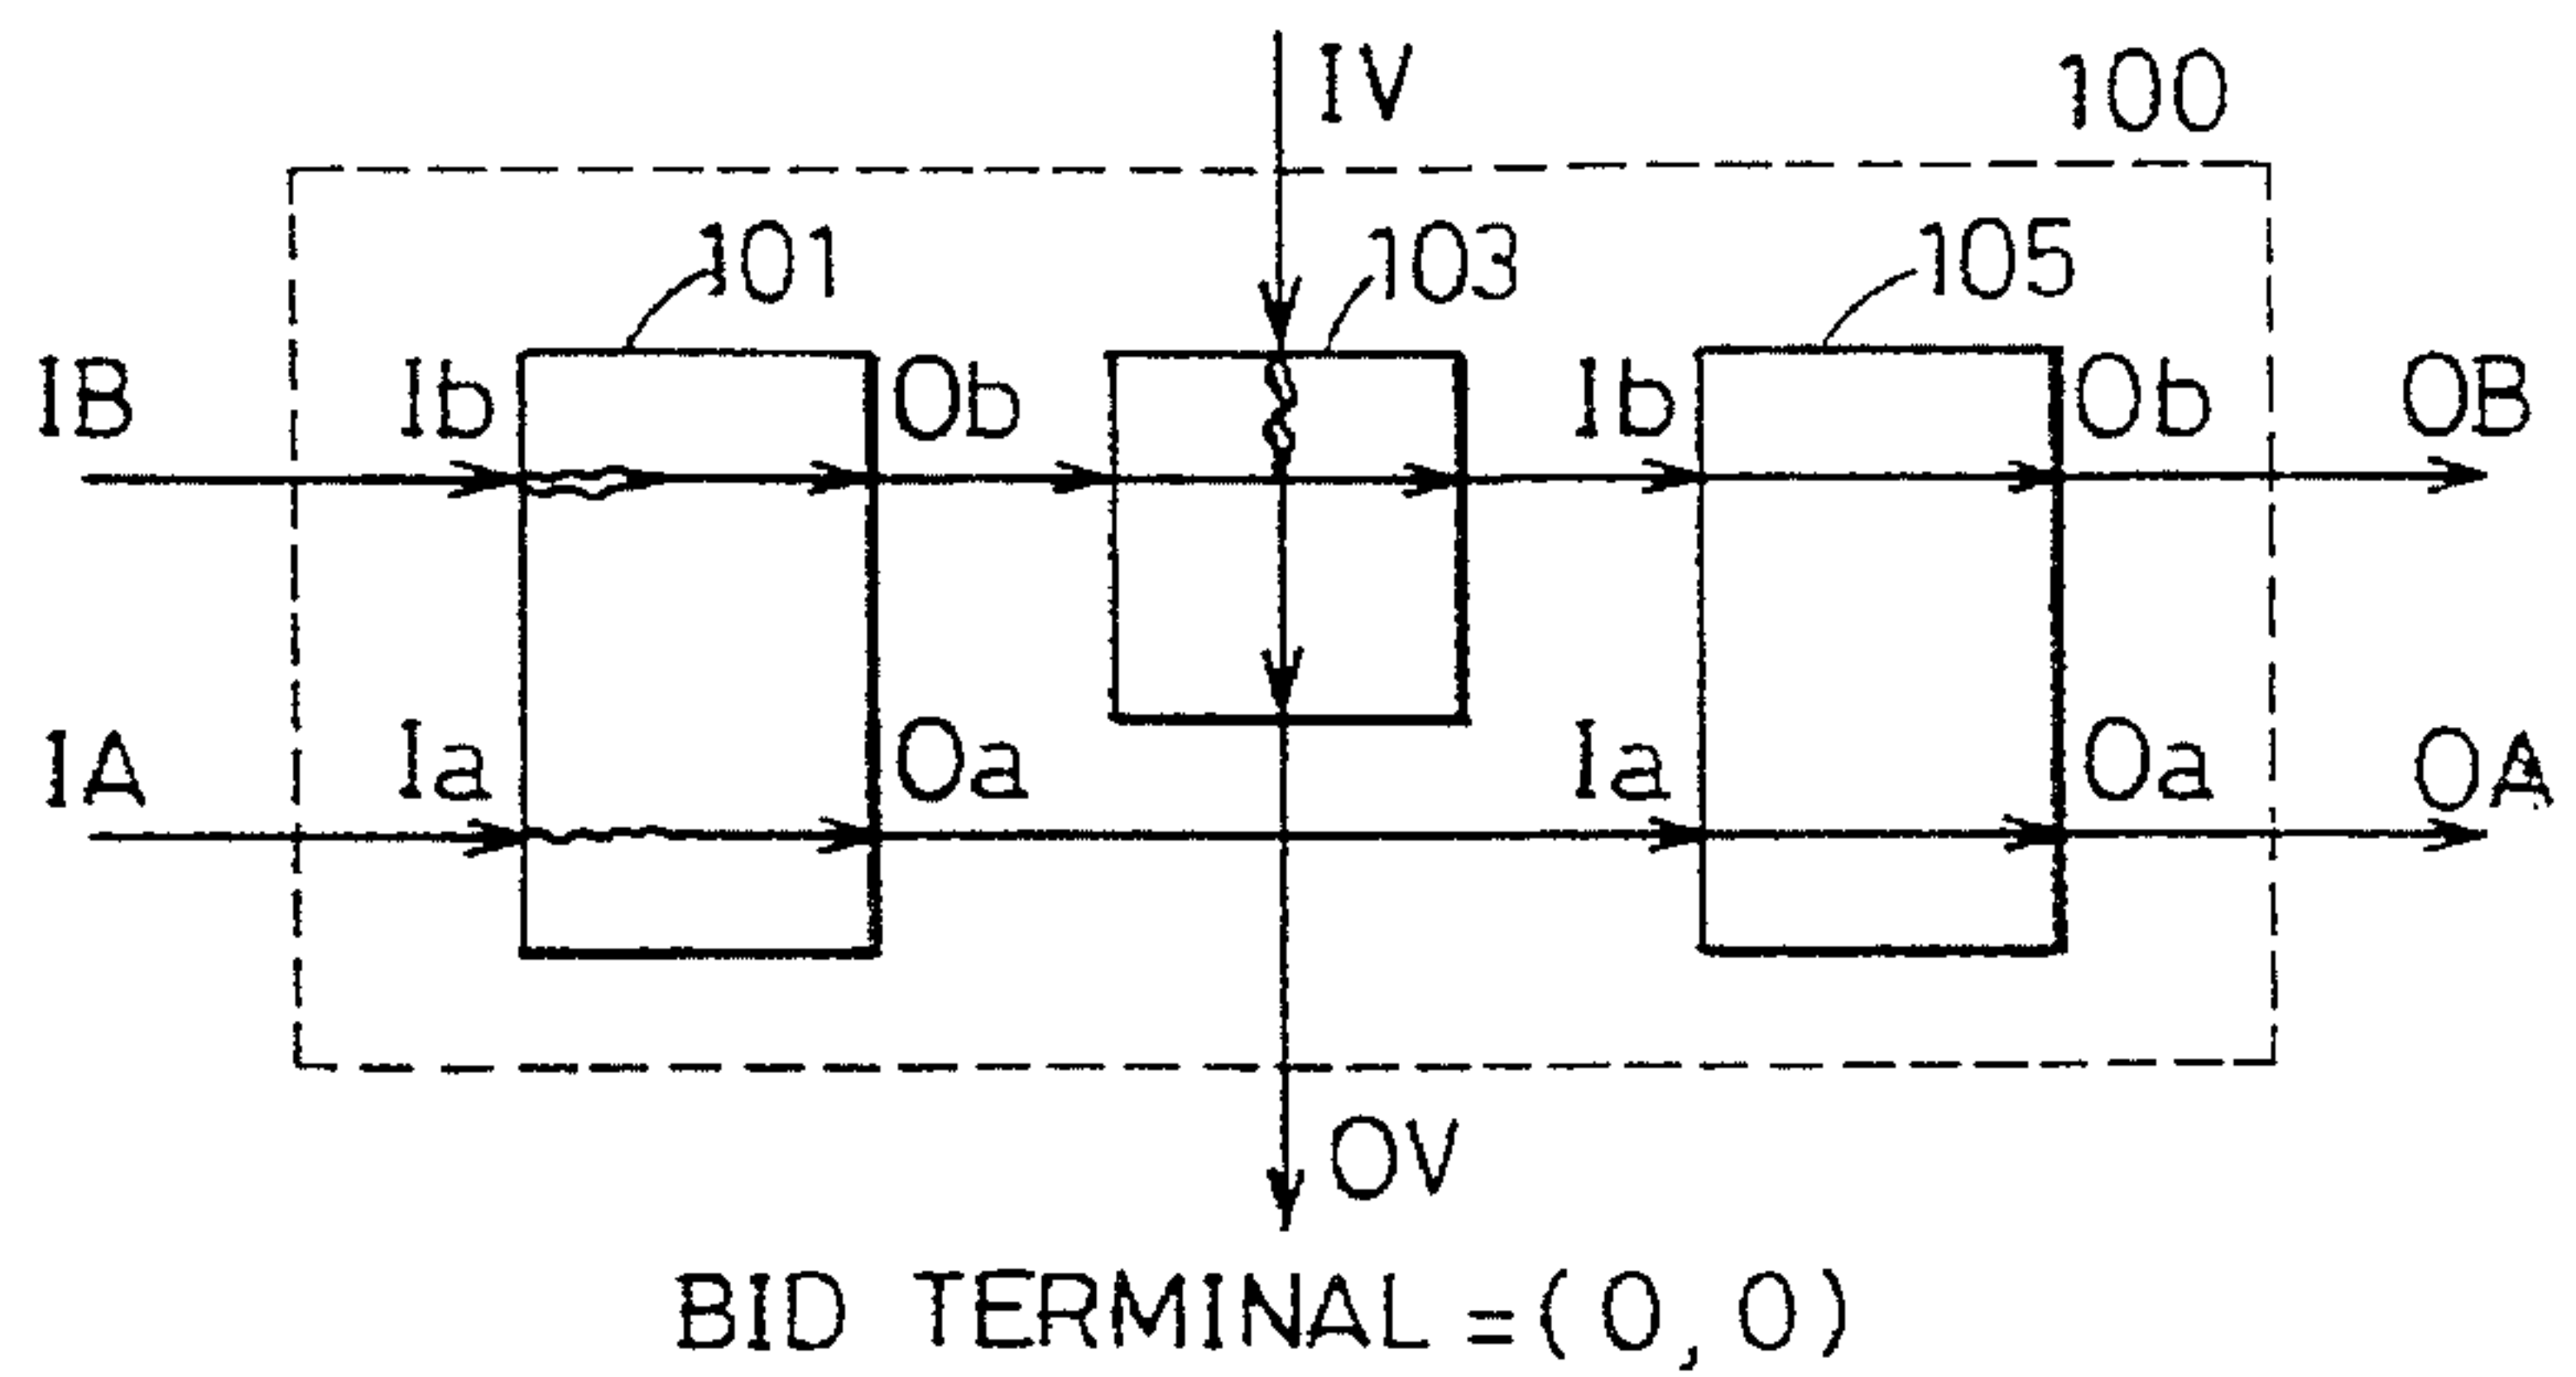 IV
100
101
103
105
IB
Ib
Ob
Ib
Ob
OB
IA
Ia
Oa
Ia
Oa
OA
OV
BID TERMINAL = (0, 0)